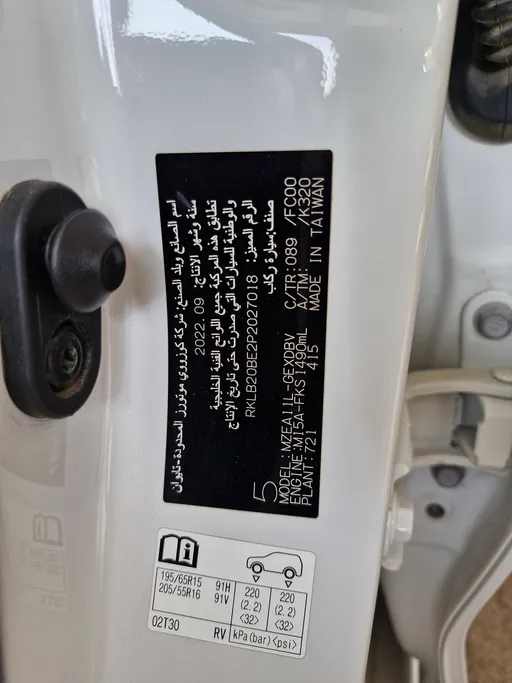 اسم الصانع وبلد الصنع: شركة كوزووي موتورز المحدودة-تايوان
سنة وشهر الانتاج: 2022.09
تطابق هذه المركبة جميع اللوائح الفنية الخليجية
والوطنية للسيارات التي صدرت حتى تاريخ الإنتاج
الرقم المميز: RKLB20BE2P2027018
صنف: سيارة ركاب
5
MODEL:MZEA11L-GEXDBV C/TR:089 /FC00
ENGINE:M15A-FKS 1490mL A/TM: /K320
PLANT:721 415 MADE IN TAIWAN
195/65R15 91H 220 220
205/55R16 91V (2.2) (2.2)
<32> <32>
02T30 RV kPa(bar)<psi>